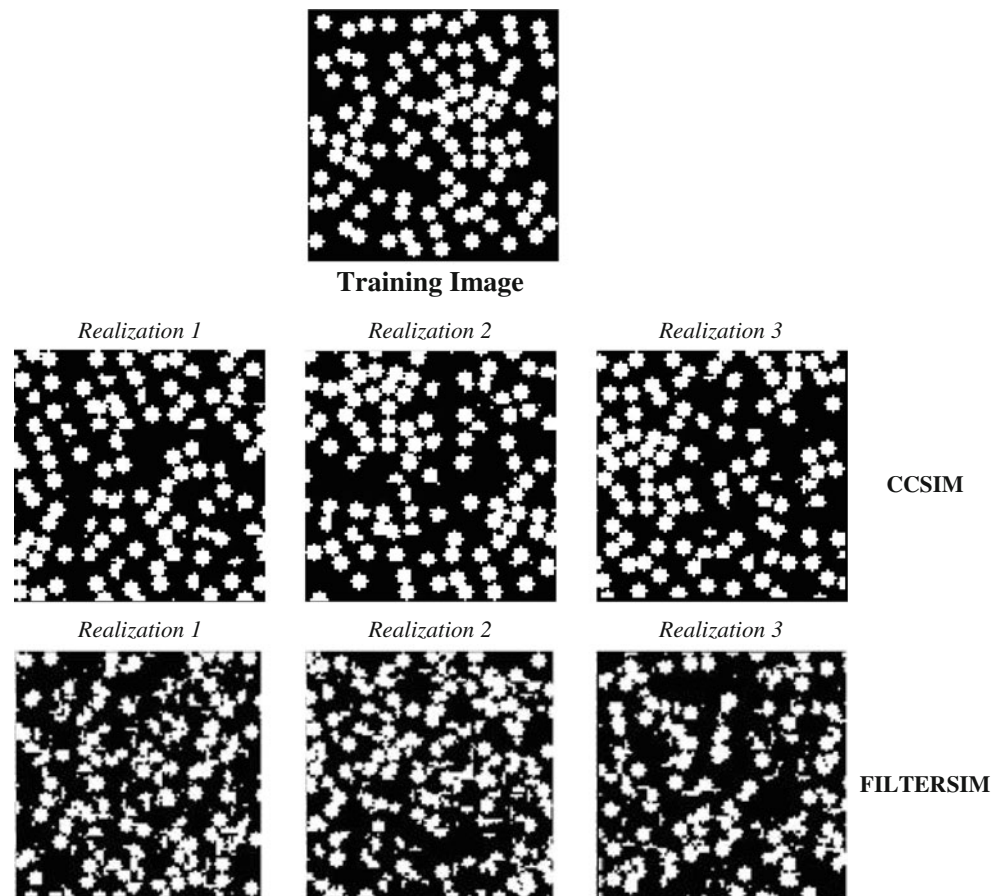 Training Image
Realization 1
Realization 2
Realization 3
CCSIM
Realization 1
Realization 2
Realization 3
FILTERSIM